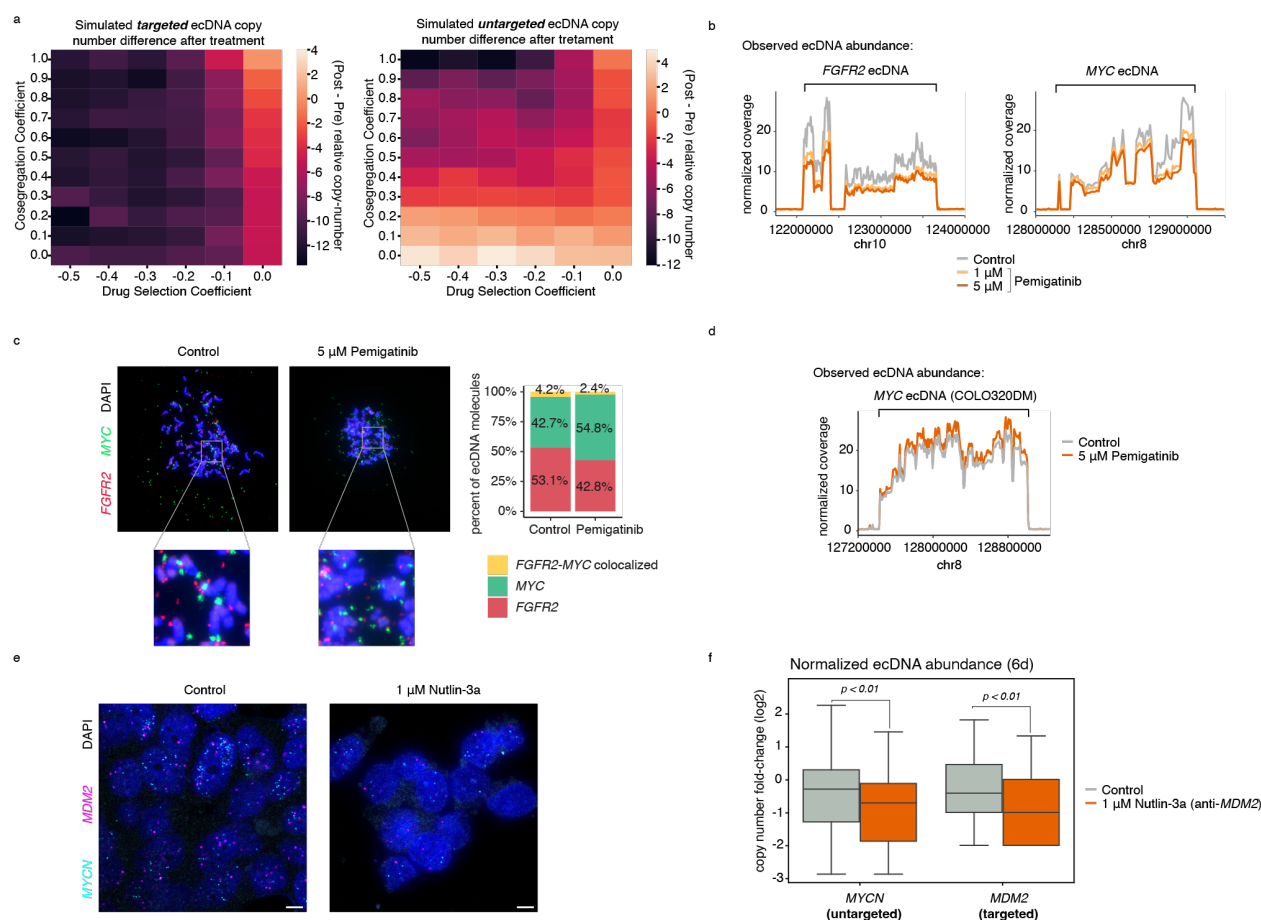 a
Simulated targeted ecDNA copy
number difference after treatment
Cosegregation Coefficient
1.0
0.9
0.8
0.7
0.6
0.5
0.4
0.3
0.2
0.1
0.0
-0.5 -0.4 -0.3 -0.2 -0.1 0.0
Drug Selection Coefficient
4
2
0
-2
-4
-6
-8
-10
-12
(Post - Pre) relative copy-number
Simulated untargeted ecDNA copy
number difference after tretament
Cosegregation Coefficient
1.0
0.9
0.8
0.7
0.6
0.5
0.4
0.3
0.2
0.1
0.0
-0.5 -0.4 -0.3 -0.2 -0.1 0.0
Drug Selection Coefficient
4
2
0
-2
-4
-6
-8
-10
-12
(Post - Pre) relative copy number
b
Observed ecDNA abundance:
FGFR2 ecDNA
normalized coverage
20
10
0
122000000 123000000 124000000
chr10
MYC ecDNA
normalized coverage
20
10
0
128000000 128500000 129000000
chr8
Control
1 µM
5 µM
Pemigatinib
c
Control
5 µM Pemigatinib
FGFR2 MYC DAPI
percent of ecDNA molecules
100%
75%
50%
25%
0%
4.2% 2.4%
42.7% 54.8%
53.1% 42.8%
Control Pemigatinib
FGFR2-MYC colocalized
MYC
FGFR2
d
Observed ecDNA abundance:
MYC ecDNA (COLO320DM)
normalized coverage
20
10
0
127200000 128000000 128800000
chr8
Control
5 µM Pemigatinib
e
Control
1 µM Nutlin-3a
MYCN MDM2 DAPI
f
Normalized ecDNA abundance (6d)
copy number fold-change (log2)
2
1
0
-1
-2
-3
p < 0.01
p < 0.01
MYCN
(untargeted)
MDM2
(targeted)
Control
1 µM Nutlin-3a (anti-MDM2)